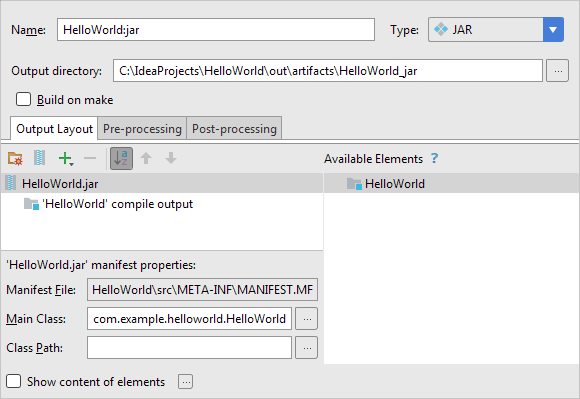 Name: HelloWorld:jar Type: JAR
Output directory: C:\IdeaProjects\HelloWorld\out\artifacts\HelloWorld_jar ...
Build on make
Output Layout Pre-processing Post-processing
Available Elements ?
HelloWorld.jar HelloWorld
'HelloWorld' compile output
'HelloWorld.jar' manifest properties:
Manifest File: HelloWorld\src\META-INF\MANIFEST.MF
Main Class: com.example.helloworld.HelloWorld ...
Class Path: ...
Show content of elements ...